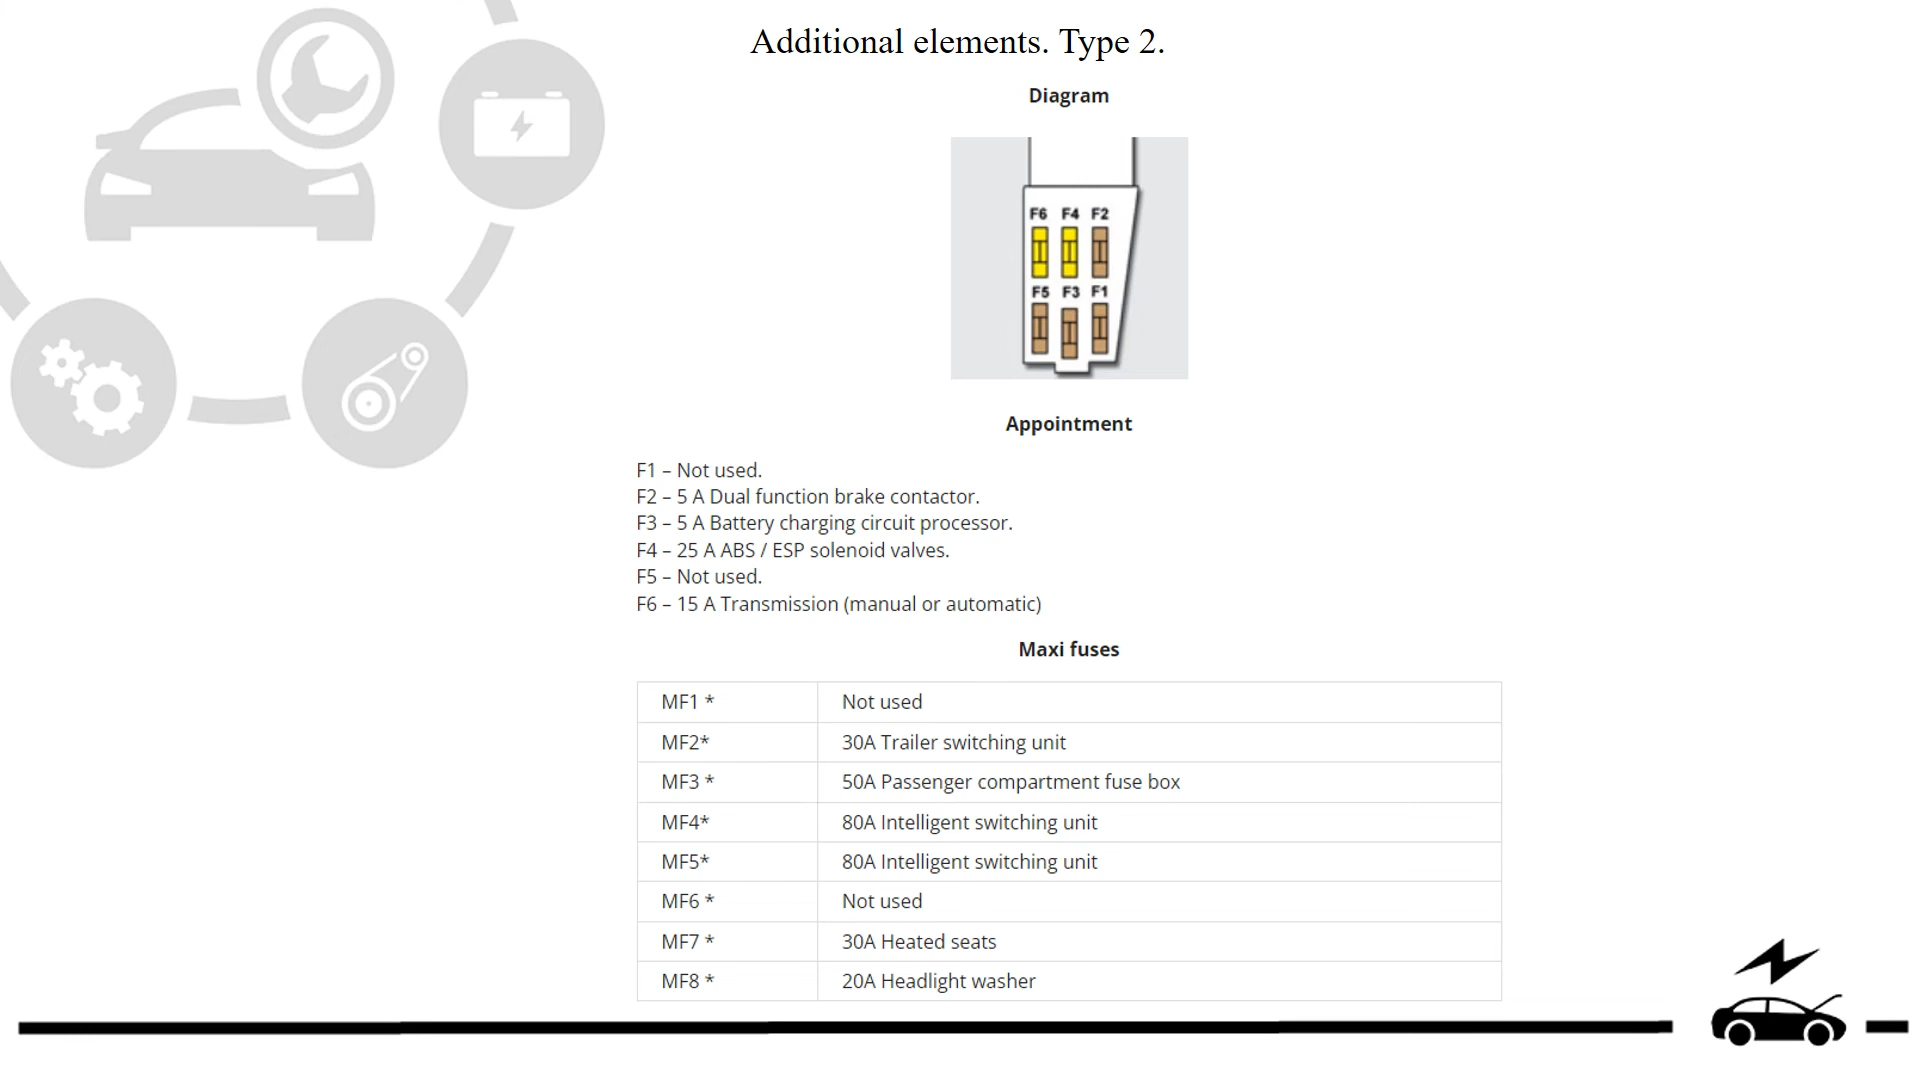 Additional elements. Type 2.
Diagram
F6 F4 F2
F5 F3 F1
Appointment
F1 – Not used.
F2 – 5 A Dual function brake contactor.
F3 – 5 A Battery charging circuit processor.
F4 – 25 A ABS / ESP solenoid valves.
F5 – Not used.
F6 – 15 A Transmission (manual or automatic)
Maxi fuses
MF1 * Not used
MF2* 30A Trailer switching unit
MF3 * 50A Passenger compartment fuse box
MF4* 80A Intelligent switching unit
MF5* 80A Intelligent switching unit
MF6 * Not used
MF7 * 30A Heated seats
MF8 * 20A Headlight washer